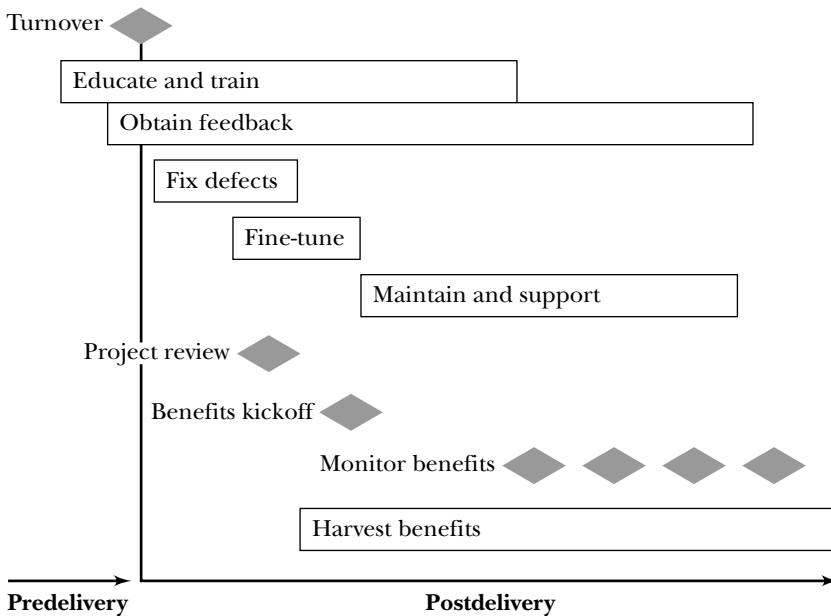 Turnover
Educate and train
Obtain feedback
Fix defects
Fine-tune
Maintain and support
Project review
Benefits kickoff
Monitor benefits
Harvest benefits
Predelivery
Postdelivery